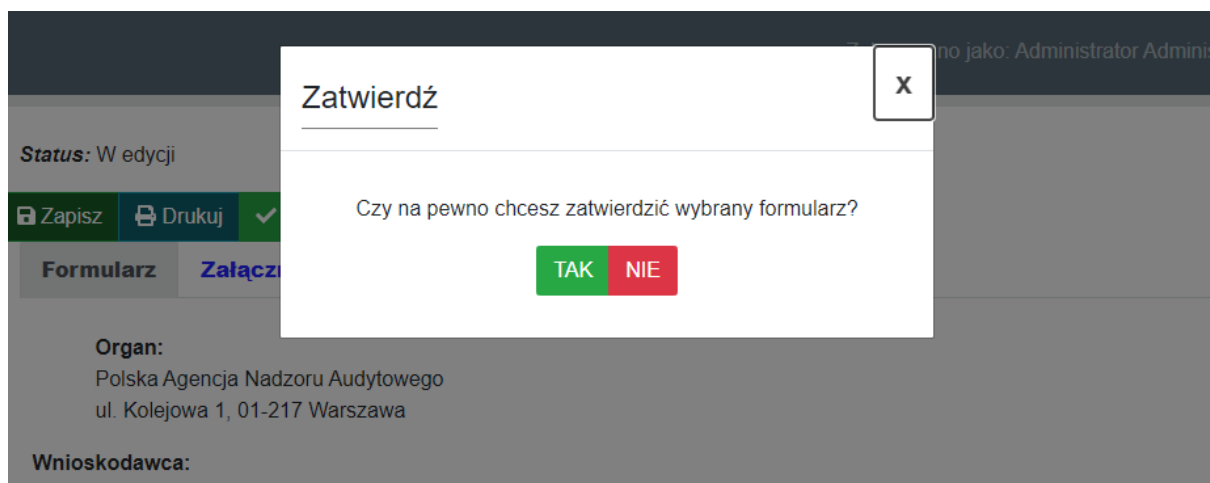 no jako: Administrator Adminis
Zatwierdź
x
Status: W edycji
Zapisz Drukuj
Czy na pewno chcesz zatwierdzić wybrany formularz?
TAK NIE
Formularz Załączn
Organ:
Polska Agencja Nadzoru Audytowego
ul. Kolejowa 1, 01-217 Warszawa
Wnioskodawca: